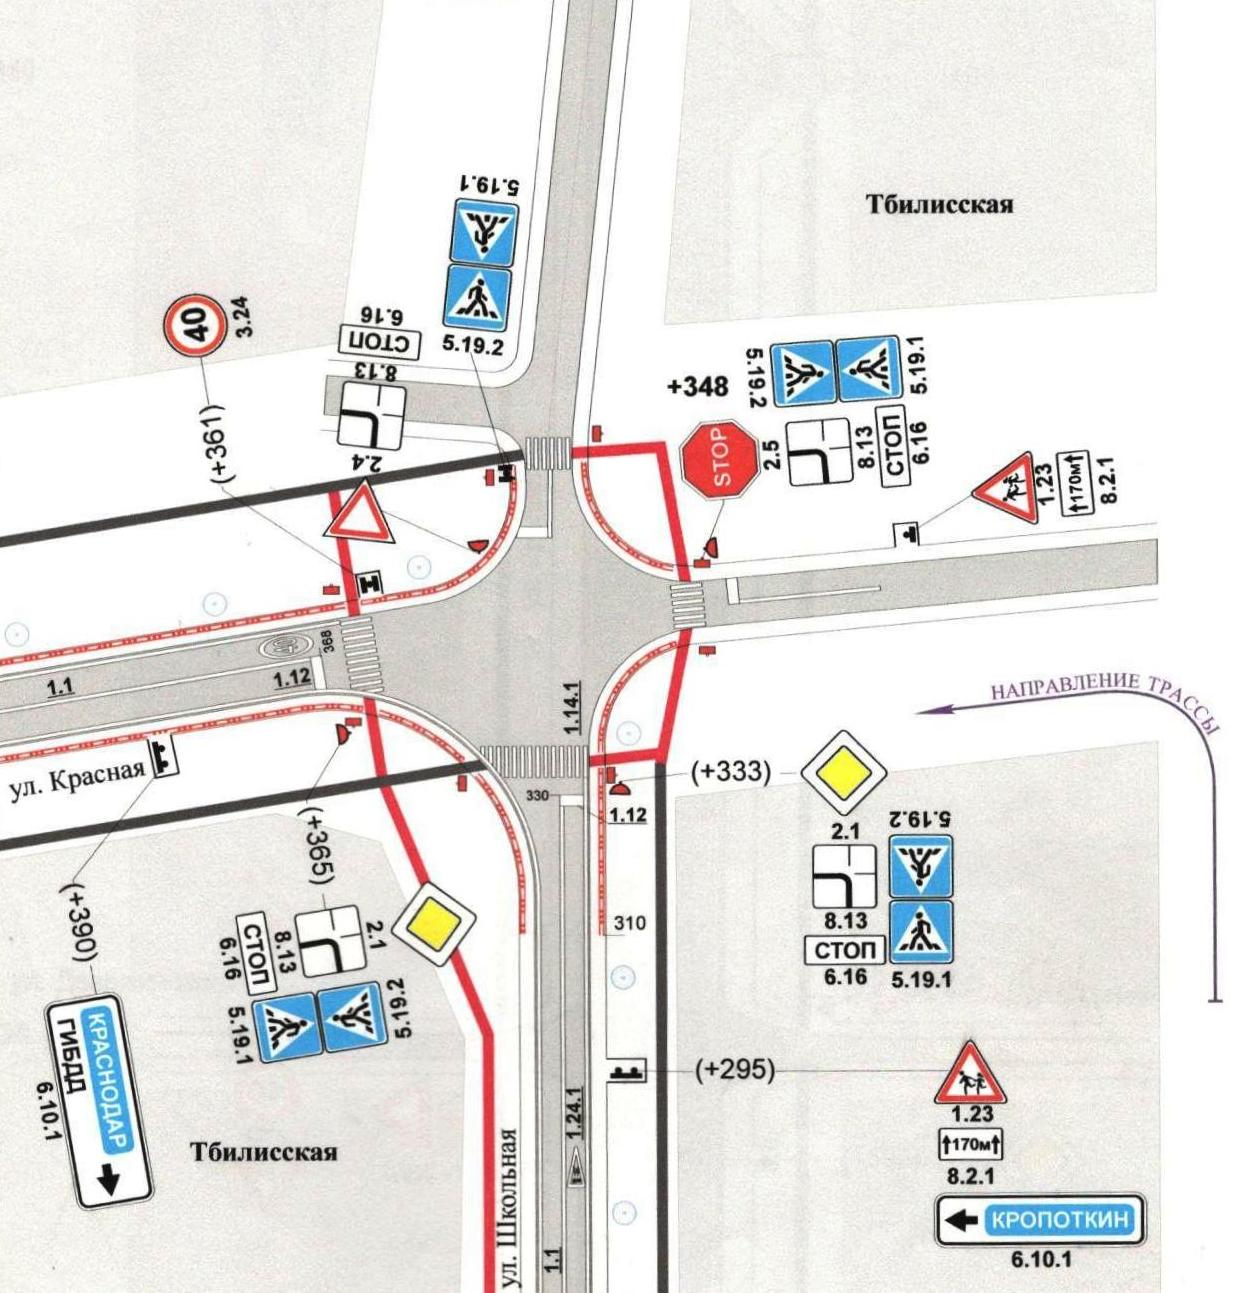 5.19.1
5.19.2
Тбилисская
40
3.24
6.16
СТОП
8.13
2.4
(+361)
+348
5.19.2
5.19.1
STOP
2.5
8.13
СТОП
6.16
1.23
170м
8.2.1
40
368
1.1
1.12
1.14.1
НАПРАВЛЕНИЕ ТРАССЫ
ул. Красная
330
1.12
(+333)
2.1
8.13
СТОП
6.16
5.19.2
5.19.1
(+365)
310
(+390)
2.1
8.13
СТОП
6.16
5.19.1
5.19.2
КРАСНОДАР
ГИБДД
6.10.1
Тбилисская
(+295)
1.23
170м
8.2.1
КРОПОТКИН
6.10.1
1.24.1
ул. Школьная
1.1